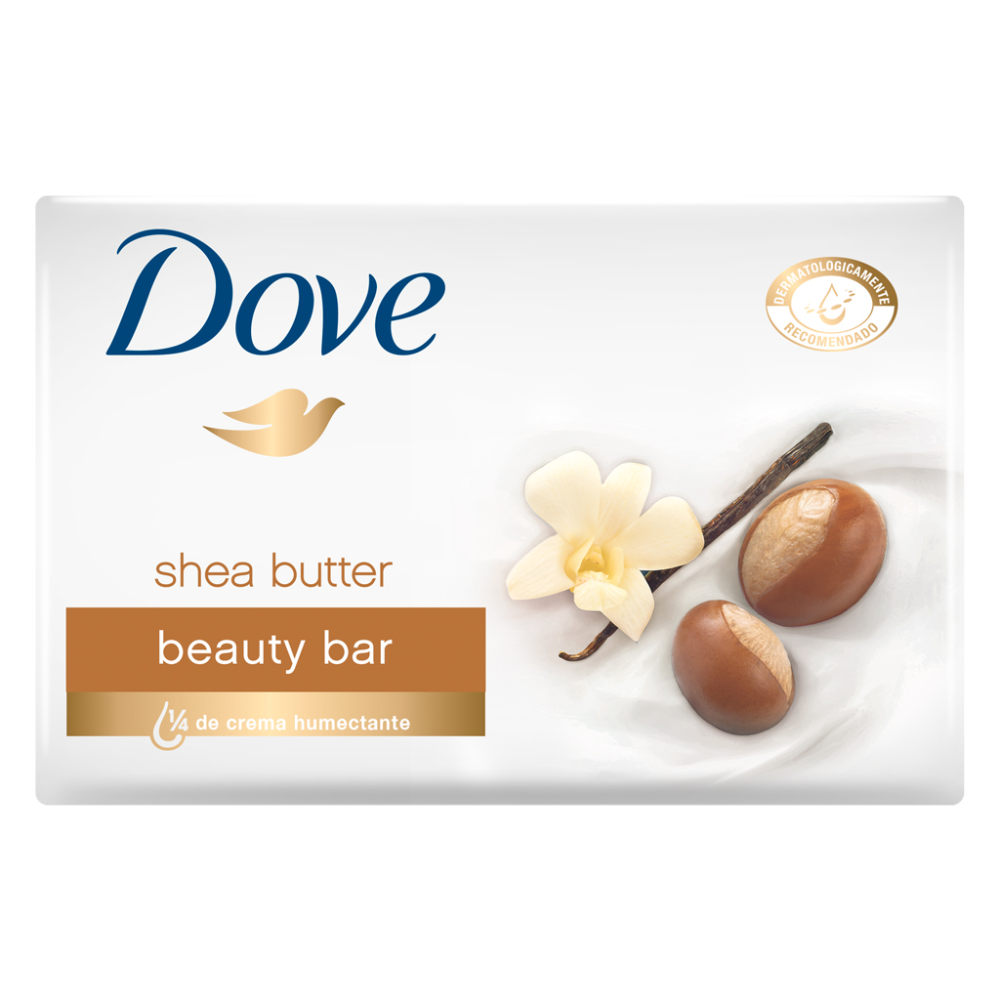 Dove
DERMATOLOGICAMENTE
RECOMENDADO
shea butter
beauty bar
¼ de crema humectante